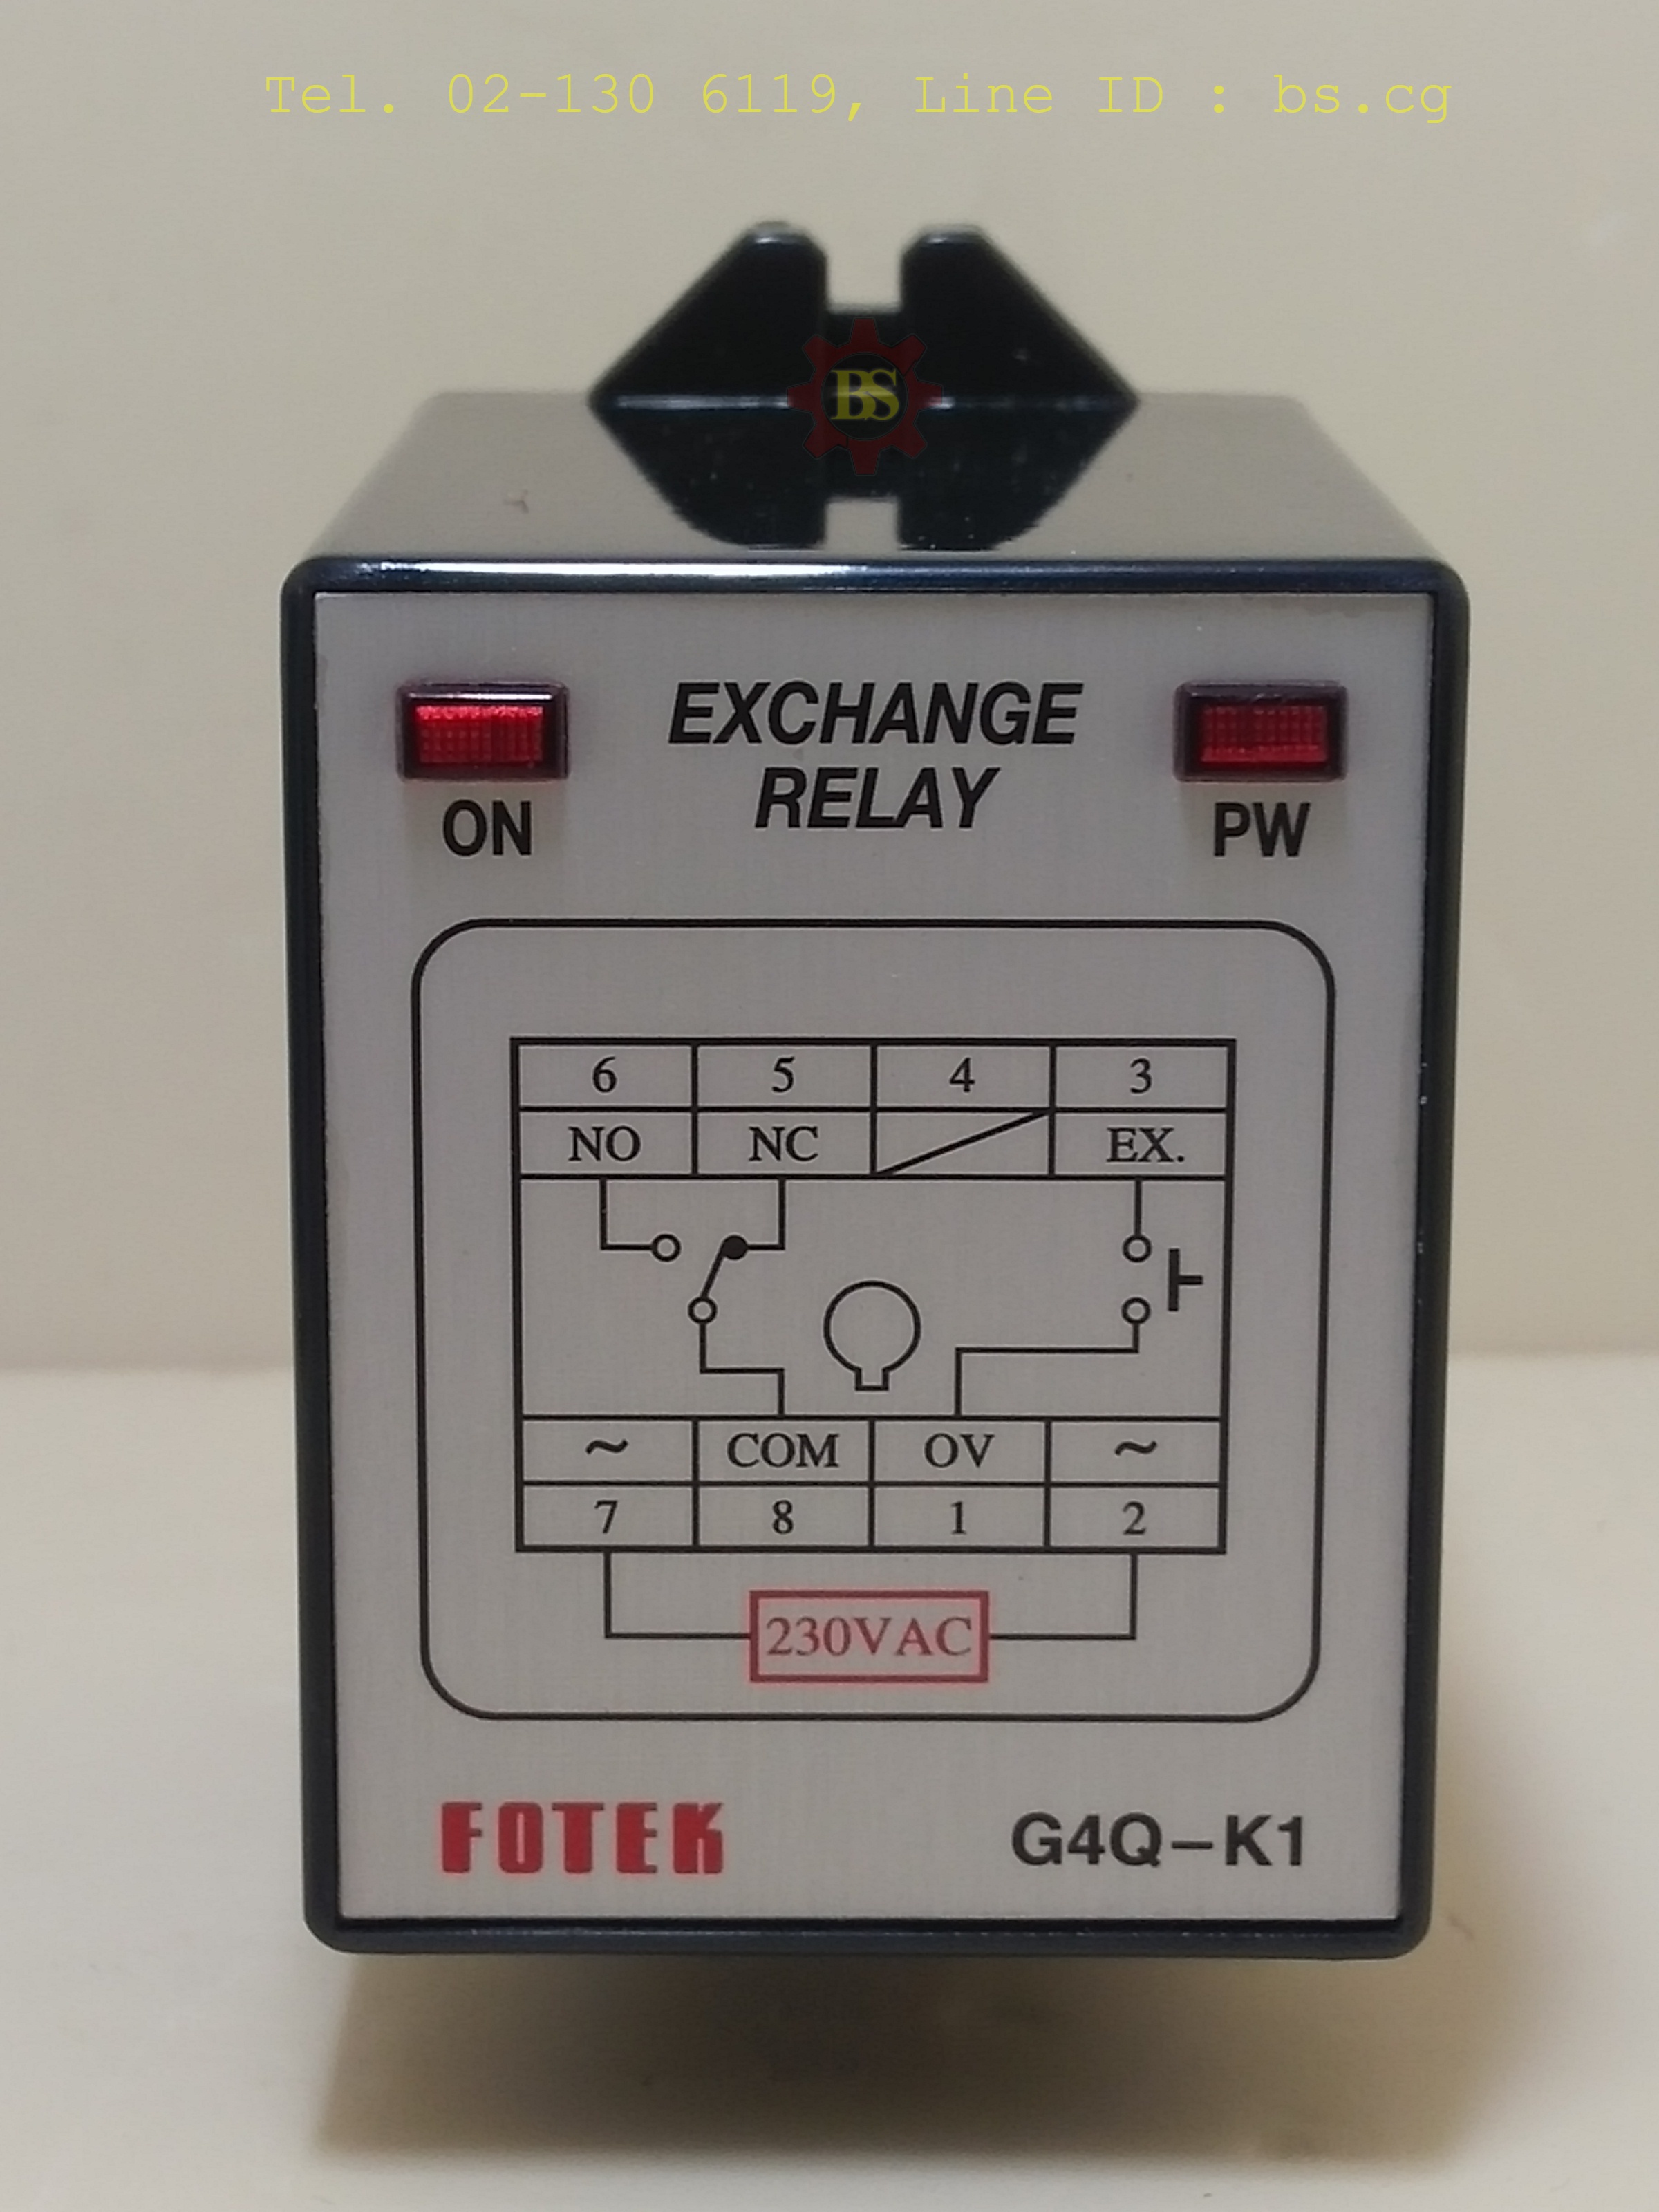 Tel. 02-130 6119, Line ID : bs.cg
BS
EXCHANGE
RELAY
ON PW
6 5 4 3
NO NC EX.
~ COM OV ~
7 8 1 2
230VAC
FOTEK G4Q-K1